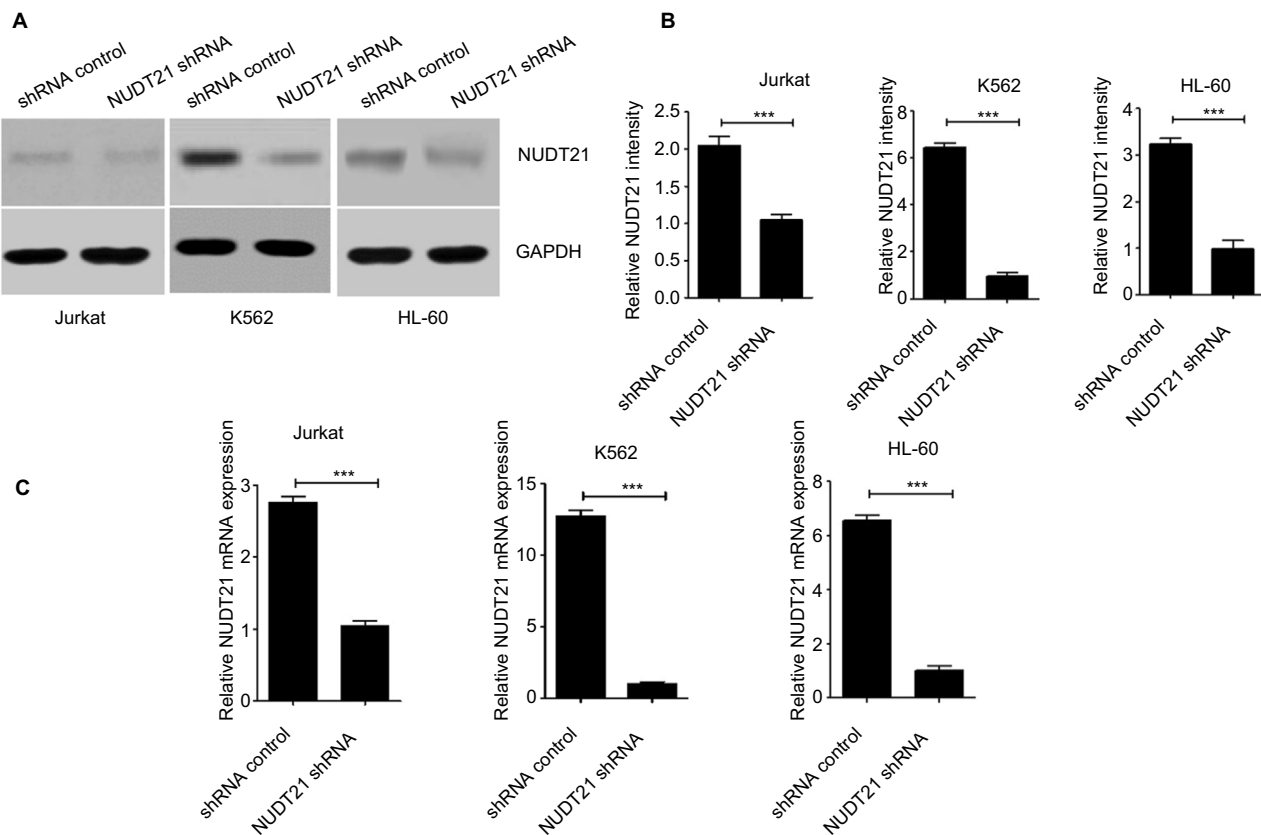 A
shRNA control
NUDT21 shRNA
shRNA control
NUDT21 shRNA
shRNA control
NUDT21 shRNA
NUDT21
GAPDH
Jurkat
K562
HL-60
B
Jurkat
Relative NUDT21 intensity
2.5
2.0
1.5
1.0
0.5
0.0
***
shRNA control
NUDT21 shRNA
K562
Relative NUDT21 intensity
8
6
4
2
0
***
shRNA control
NUDT21 shRNA
HL-60
Relative NUDT21 intensity
4
3
2
1
0
***
shRNA control
NUDT21 shRNA
C
Jurkat
Relative NUDT21 mRNA expression
3
2
1
0
***
shRNA control
NUDT21 shRNA
K562
Relative NUDT21 mRNA expression
15
10
5
0
***
shRNA control
NUDT21 shRNA
HL-60
Relative NUDT21 mRNA expression
8
6
4
2
0
***
shRNA control
NUDT21 shRNA